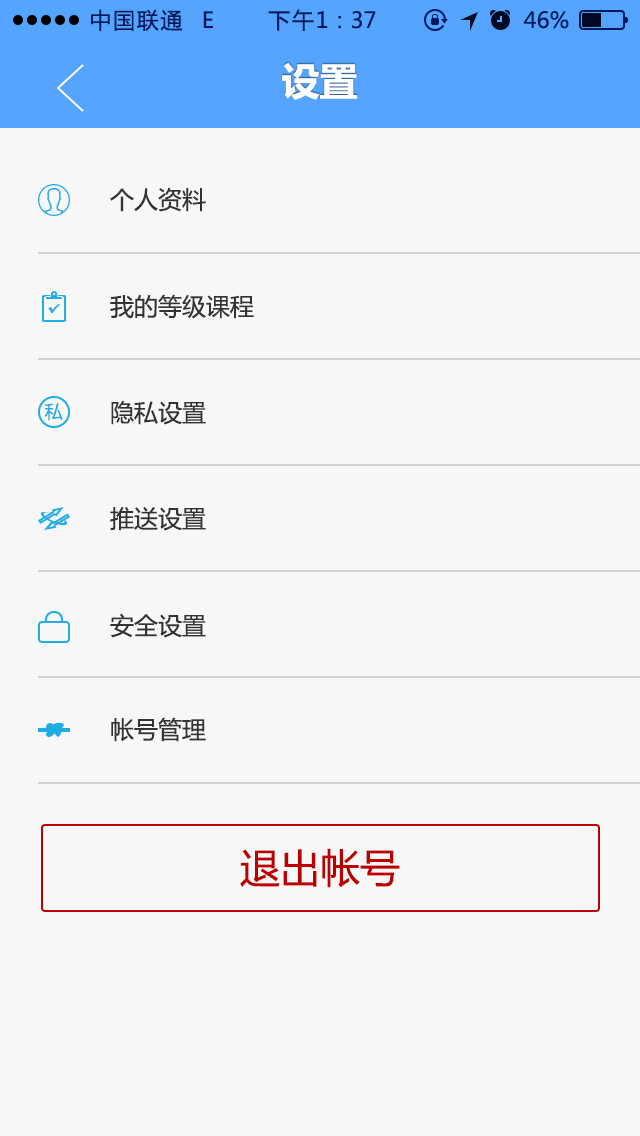 中国联通 E 下午1：37 46%
设置
个人资料
我的等级课程
私 隐私设置
推送设置
安全设置
帐号管理
退出帐号